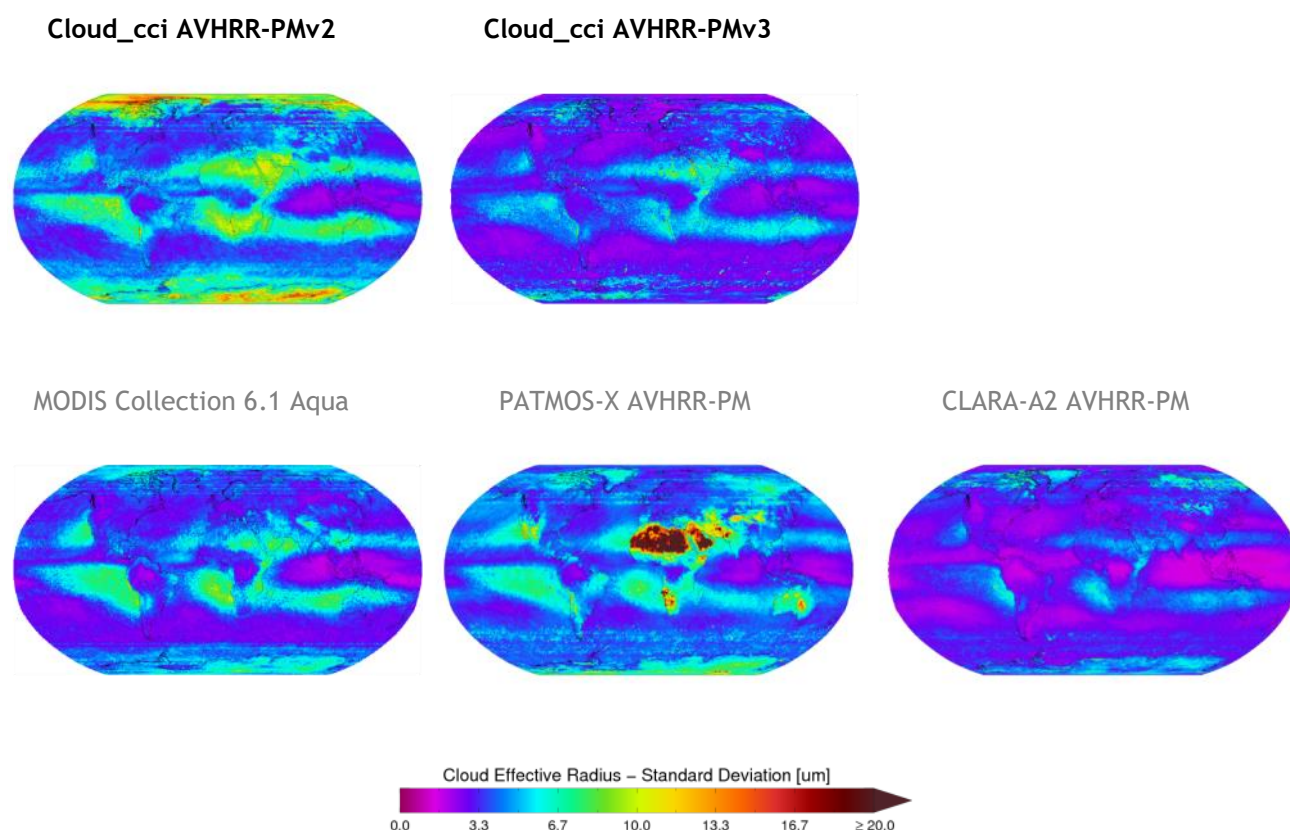 Cloud_cci AVHRR-PMv2 Cloud_cci AVHRR-PMv3
MODIS Collection 6.1 Aqua PATMOS-X AVHRR-PM CLARA-A2 AVHRR-PM
Cloud Effective Radius – Standard Deviation [um]
0.0 3.3 6.7 10.0 13.3 16.7 ≥ 20.0